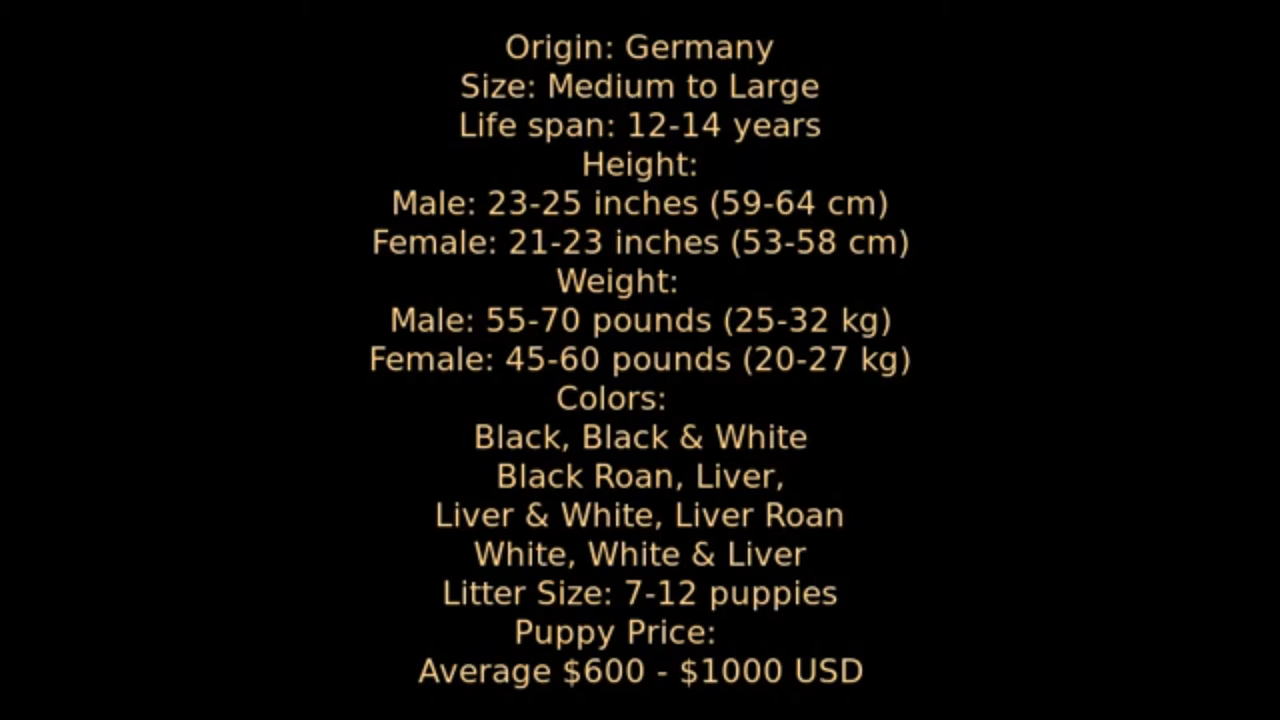 Origin: Germany
Size: Medium to Large
Life span: 12-14 years
Height:
Male: 23-25 inches (59-64 cm)
Female: 21-23 inches (53-58 cm)
Weight:
Male: 55-70 pounds (25-32 kg)
Female: 45-60 pounds (20-27 kg)
Colors:
Black, Black & White
Black Roan, Liver,
Liver & White, Liver Roan
White, White & Liver
Litter Size: 7-12 puppies
Puppy Price:
Average $600 - $1000 USD